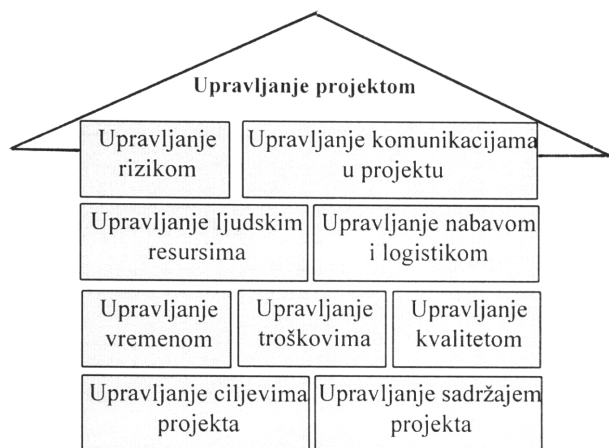 Upravljanje projektom
Upravljanje
rizikom
Upravljanje komunikacijama
u projektu
Upravljanje ljudskim
resursima
Upravljanje nabavom
i logistikom
Upravljanje
vremenom
Upravljanje
troškovima
Upravljanje
kvalitetom
Upravljanje ciljevima
projekta
Upravljanje sadržajem
projekta